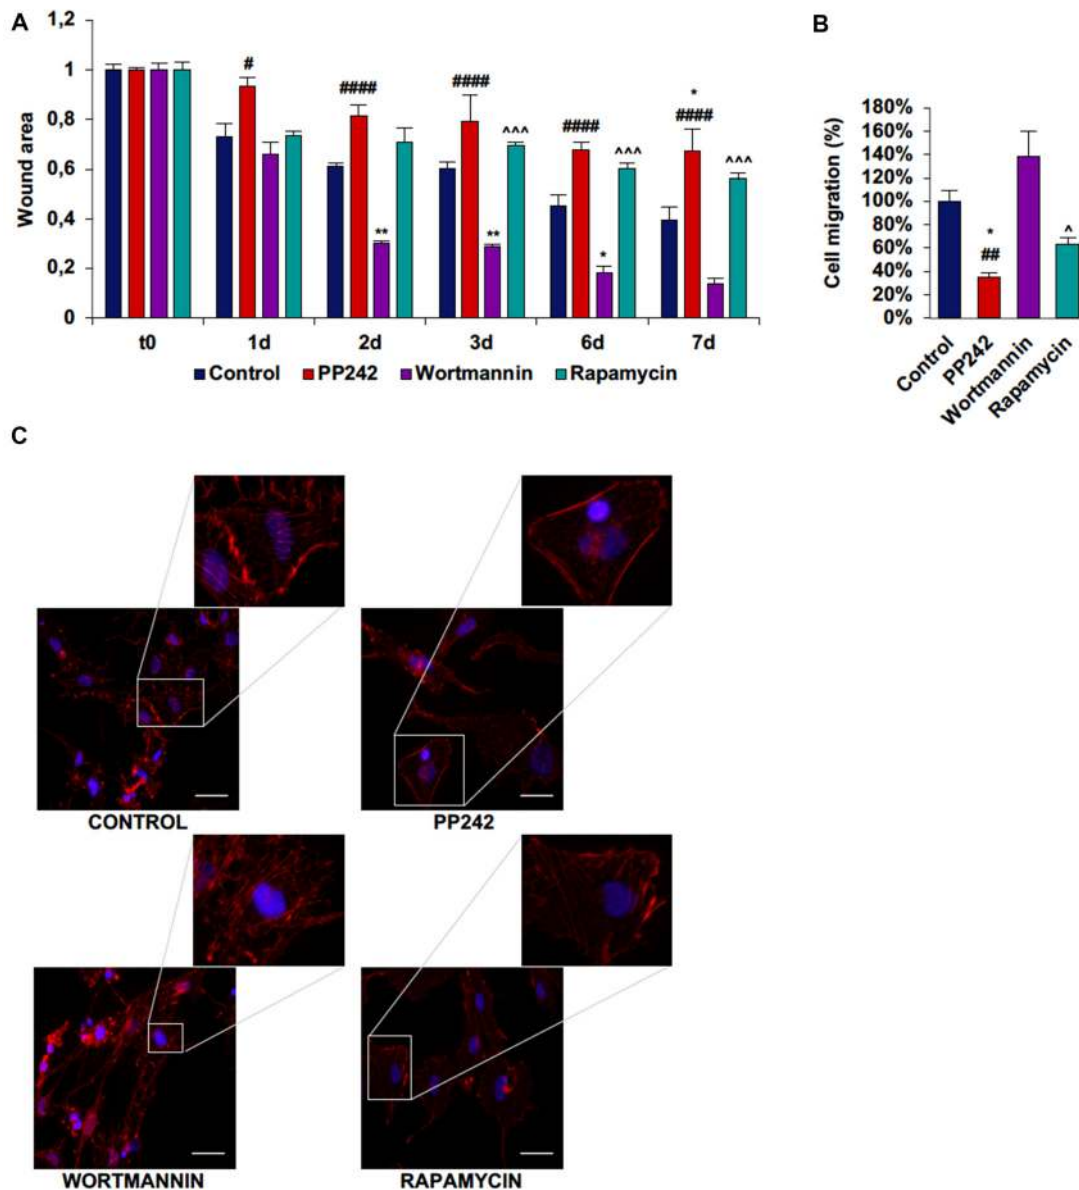 A
1,2
1
0,8
0,6
0,4
0,2
0
Wound area
#
####
**
####
**
^^^
####
*
^^^
*
####
^^^
t0 1d 2d 3d 6d 7d
Control PP242 Wortmannin Rapamycin
B
180%
160%
140%
120%
100%
80%
60%
40%
20%
0%
Cell migration (%)
*
##
^
Control
PP242
Wortmannin
Rapamycin
C
CONTROL
PP242
WORTMANNIN
RAPAMYCIN